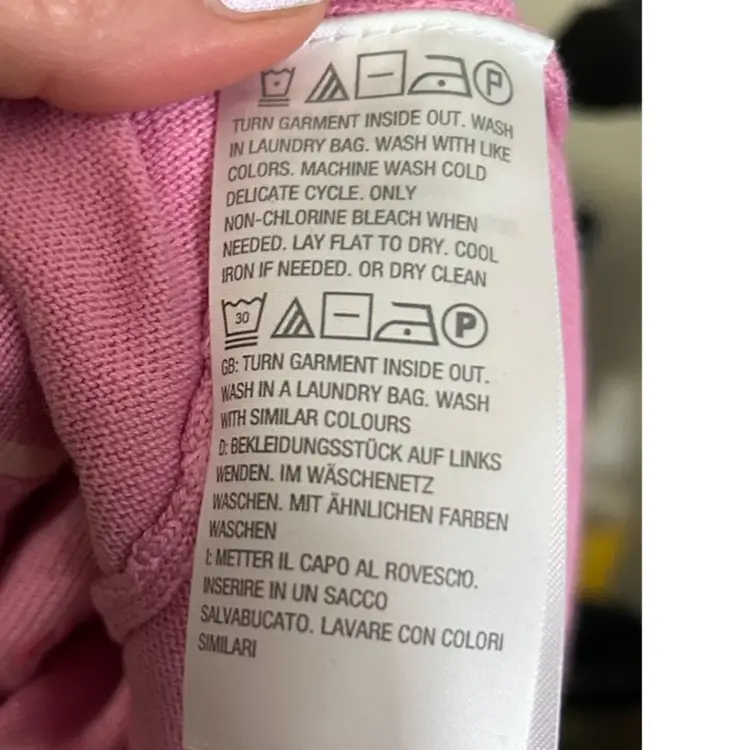 P
TURN GARMENT INSIDE OUT. WASH
IN LAUNDRY BAG. WASH WITH LIKE
COLORS. MACHINE WASH COLD
DELICATE CYCLE. ONLY
NON-CHLORINE BLEACH WHEN
NEEDED. LAY FLAT TO DRY. COOL
IRON IF NEEDED. OR DRY CLEAN
30 P
GB: TURN GARMENT INSIDE OUT.
WASH IN A LAUNDRY BAG. WASH
WITH SIMILAR COLOURS
D: BEKLEIDUNGSSTÜCK AUF LINKS
WENDEN. IM WÄSCHENETZ
WASCHEN. MIT ÄHNLICHEN FARBEN
WASCHEN
I: METTER IL CAPO AL ROVESCIO.
INSERIRE IN UN SACCO
SALVABUCATO. LAVARE CON COLORI
SIMILARI